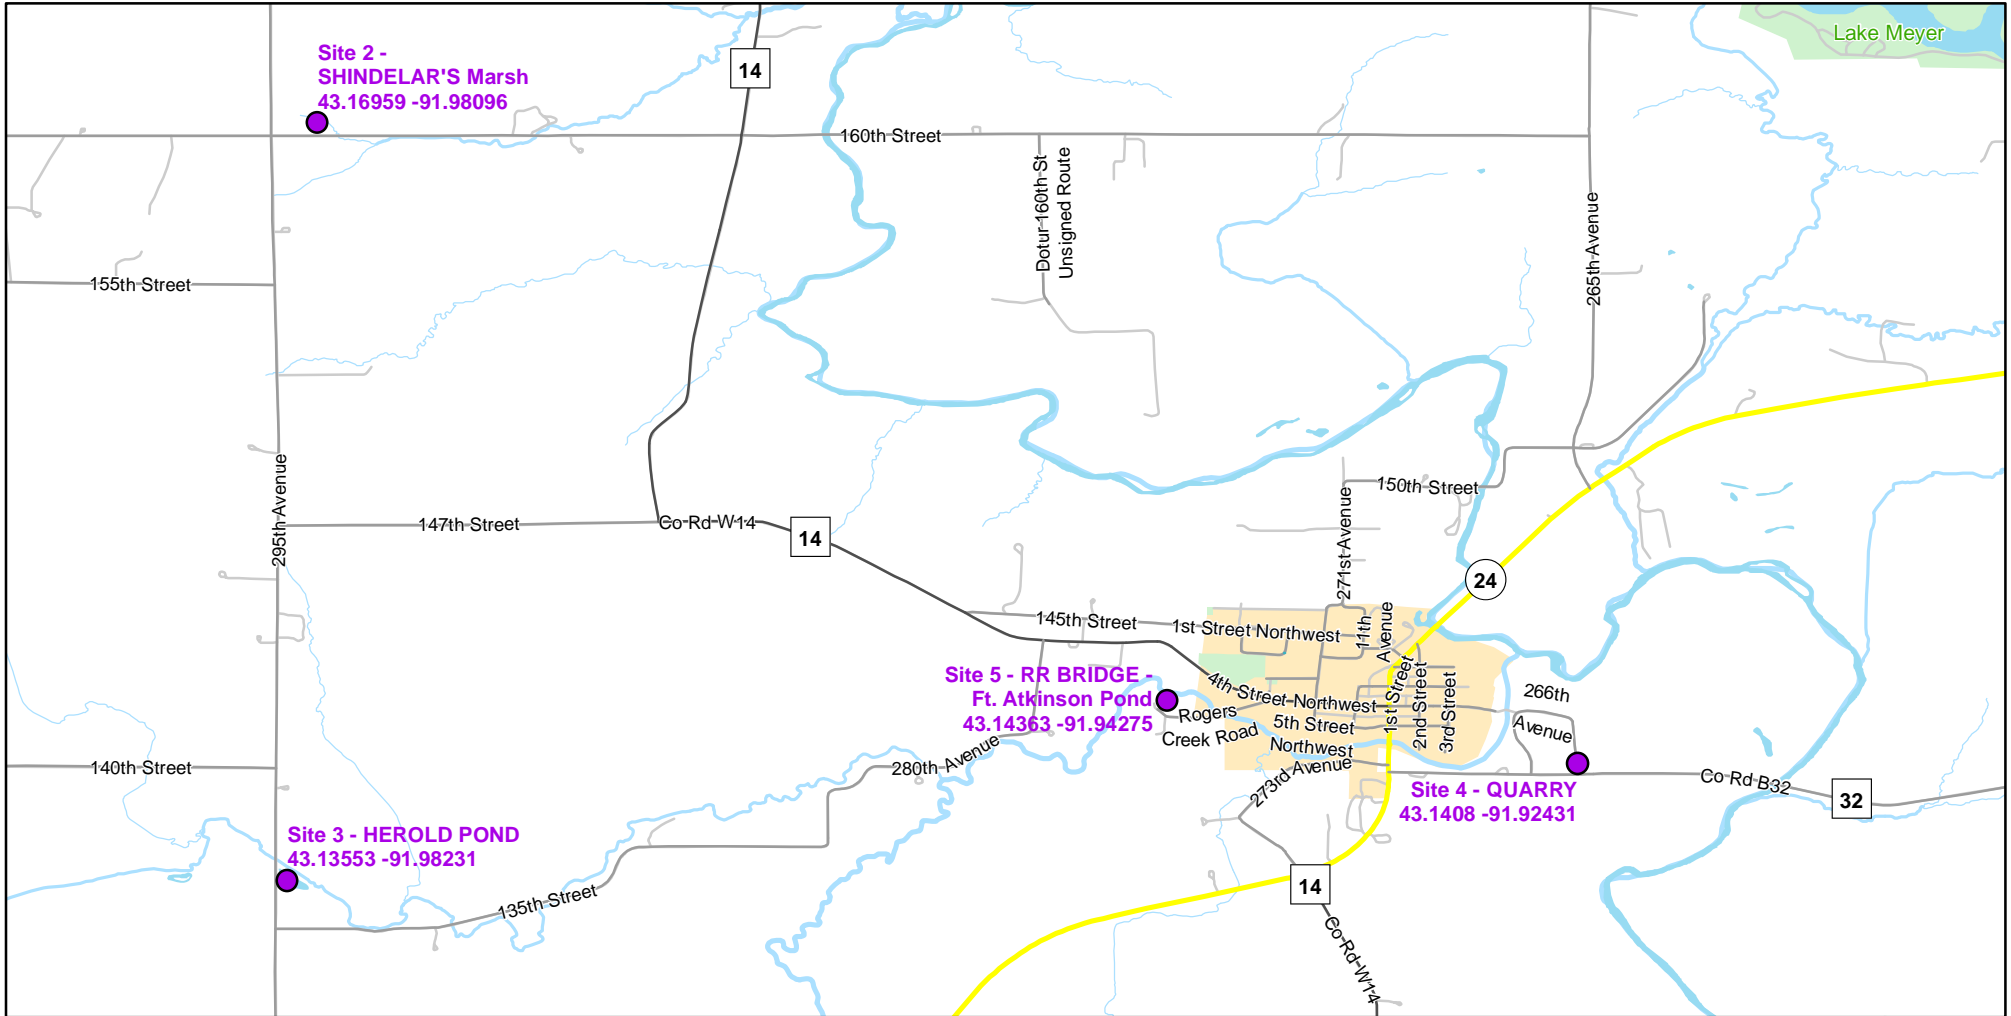 Lake Meyer
Site 2 -
SHINDELAR'S Marsh
43.16959 -91.98096
14
160th Street
Dotur 160th St
Unsigned Route
265th Avenue
155th Street
295th Avenue
147th Street
Co Rd W14
14
150th Street
271st Avenue
24
145th Street
1st Street Northwest
11th
Avenue
Site 5 - RR BRIDGE -
Ft. Atkinson Pond
43.14363 -91.94275
4th Street Northwest
Rogers
Creek Road
5th Street
Northwest
1st Street
2nd Street
3rd Street
266th
Avenue
140th Street
280th Avenue
273rd Avenue
Site 4 - QUARRY
43.1408 -91.92431
Co Rd B32
32
Site 3 - HEROLD POND
43.13553 -91.98231
135th Street
14
Co Rd W14